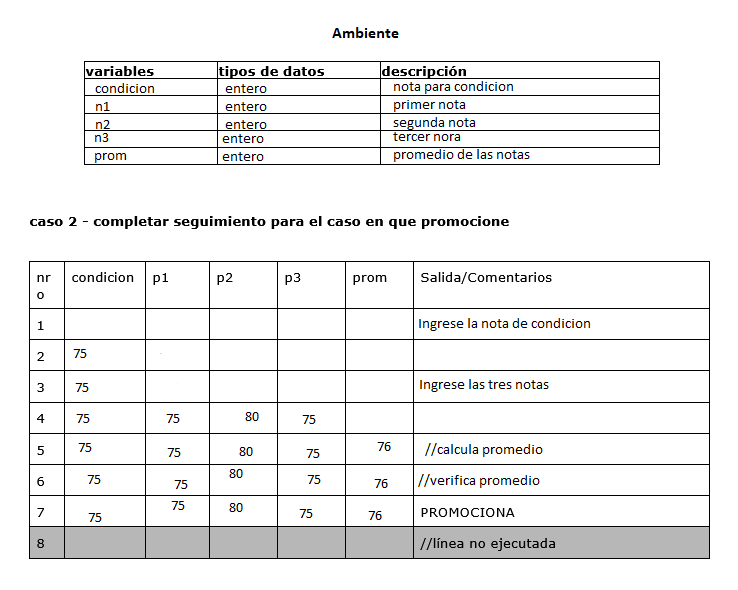 Ambiente
variables tipos de datos descripción
condicion entero nota para condicion
n1 entero primer nota
n2 entero segunda nota
n3 entero tercer nora
prom entero promedio de las notas
caso 2 - completar seguimiento para el caso en que promocione
nr
o condicion p1 p2 p3 prom Salida/Comentarios
1 Ingrese la nota de condicion
2 75
3 75 Ingrese las tres notas
4 75 75 80 75
5 75 75 80 75 76 //calcula promedio
6 75 75 80 75 76 //verifica promedio
7 75 75 80 75 76 PROMOCIONA
8 //línea no ejecutada